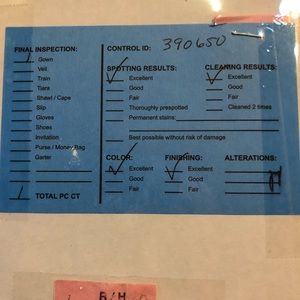 FINAL INSPECTION:
1 Gown
Veil
Train
Tiara
Shawl / Cape
Slip
Gloves
Shoes
Invitation
Purse / Money Bag
Garter
1 TOTAL PC CT
CONTROL ID: 390650
SPOTTING RESULTS:
✓ Excellent
Good
Fair
Thoroughly prespotted
Permanent stains:
Best possible without risk of damage
CLEANING RESULTS:
✓ Excellent
Good
Fair
Cleaned 2 times
COLOR:
✓ Excellent
Good
Fair
FINISHING:
✓ Excellent
Good
Fair
ALTERATIONS:
B/H